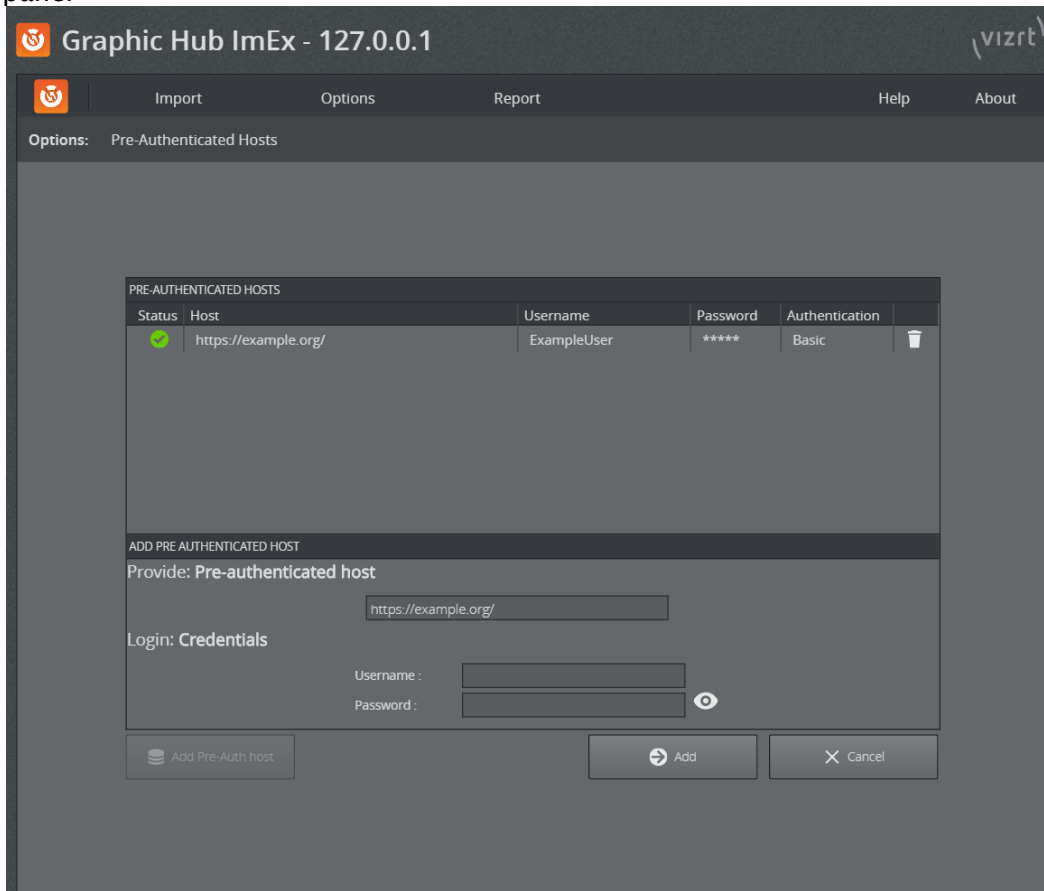 panel
Graphic Hub ImEx - 127.0.0.1
vizrt
Import Options Report Help About
Options: Pre-Authenticated Hosts
PRE-AUTHENTICATED HOSTS
Status Host Username Password Authentication
https://example.org/ ExampleUser ***** Basic
ADD PRE AUTHENTICATED HOST
Provide: Pre-authenticated host
https://example.org/
Login: Credentials
Username :
Password :
Add Pre-Auth host Add Cancel